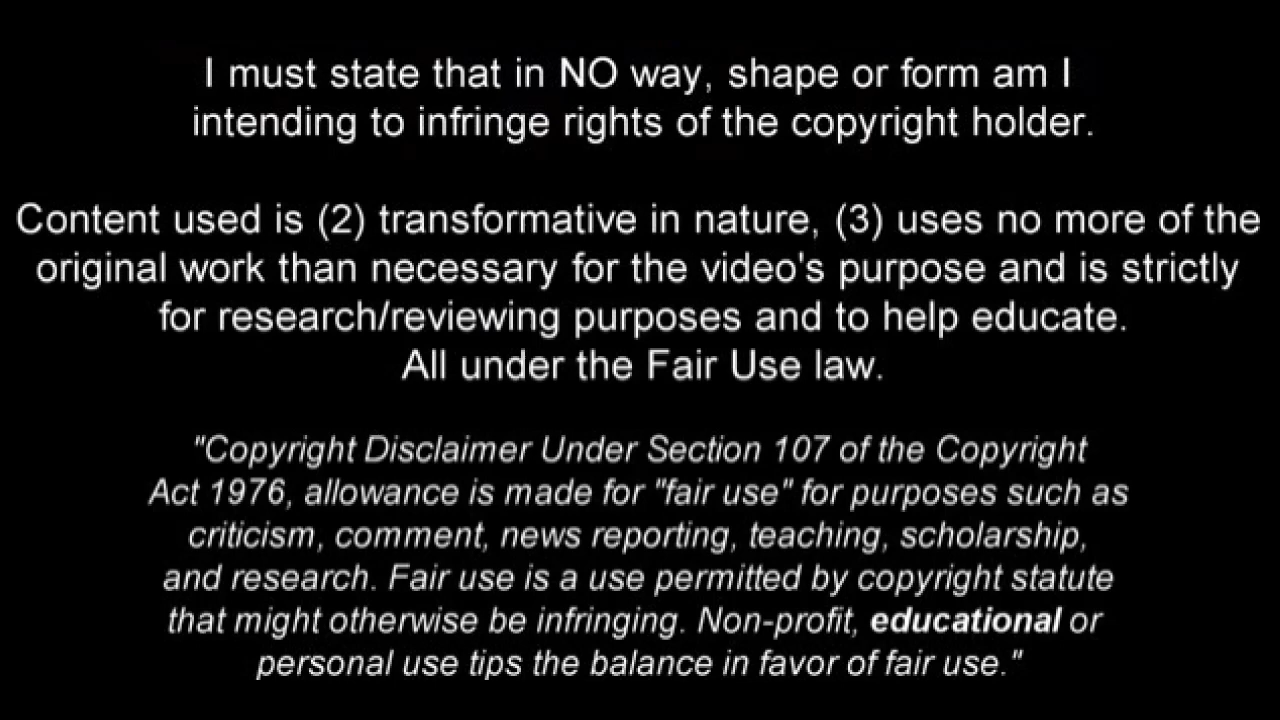 I must state that in NO way, shape or form am I
intending to infringe rights of the copyright holder.
Content used is (2) transformative in nature, (3) uses no more of the
original work than necessary for the video's purpose and is strictly
for research/reviewing purposes and to help educate.
All under the Fair Use law.
"Copyright Disclaimer Under Section 107 of the Copyright
Act 1976, allowance is made for "fair use" for purposes such as
criticism, comment, news reporting, teaching, scholarship,
and research. Fair use is a use permitted by copyright statute
that might otherwise be infringing. Non-profit, educational or
personal use tips the balance in favor of fair use."